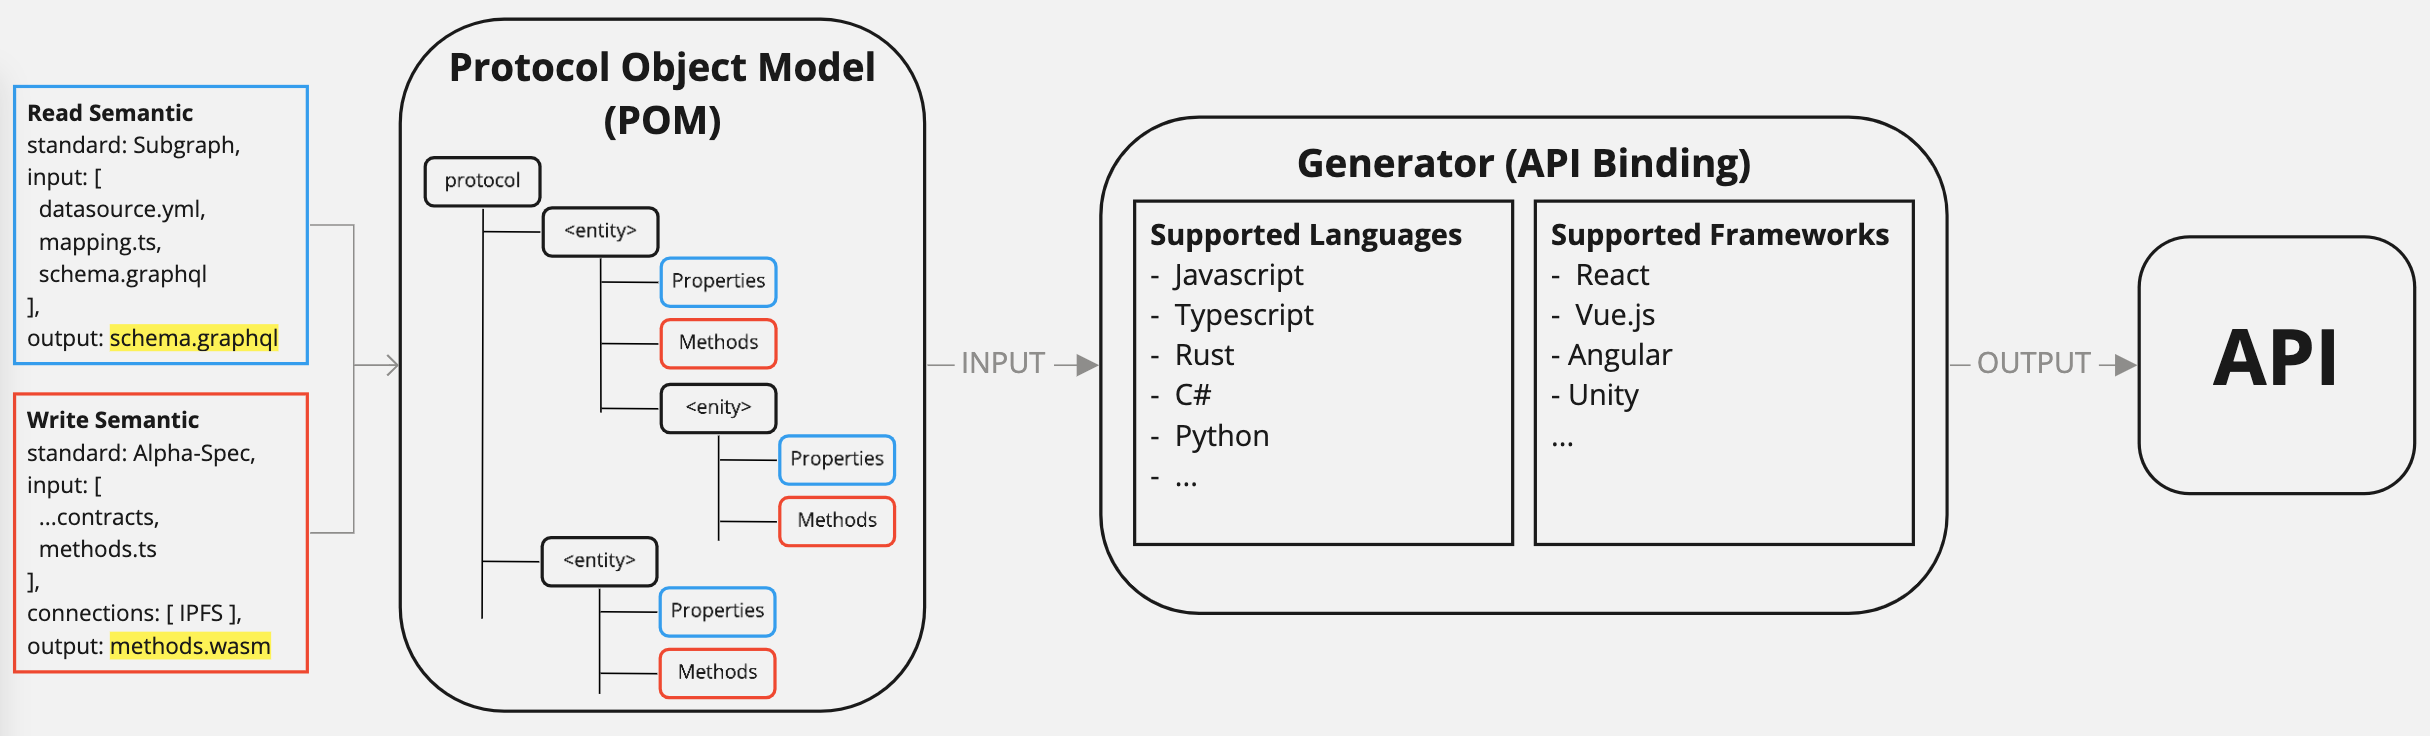 Read Semantic
standard: Subgraph,
input: [
datasource.yml,
mapping.ts,
schema.graphql
],
output: schema.graphql
Write Semantic
standard: Alpha-Spec,
input: [
...contracts,
methods.ts
],
connections: [ IPFS ],
output: methods.wasm
Protocol Object Model
(POM)
protocol
<entity>
Properties
Methods
<enity>
Properties
Methods
<entity>
Properties
Methods
INPUT
Generator (API Binding)
Supported Languages
- Javascript
- Typescript
- Rust
- C#
- Python
- ...
Supported Frameworks
- React
- Vue.js
- Angular
- Unity
...
OUTPUT
API